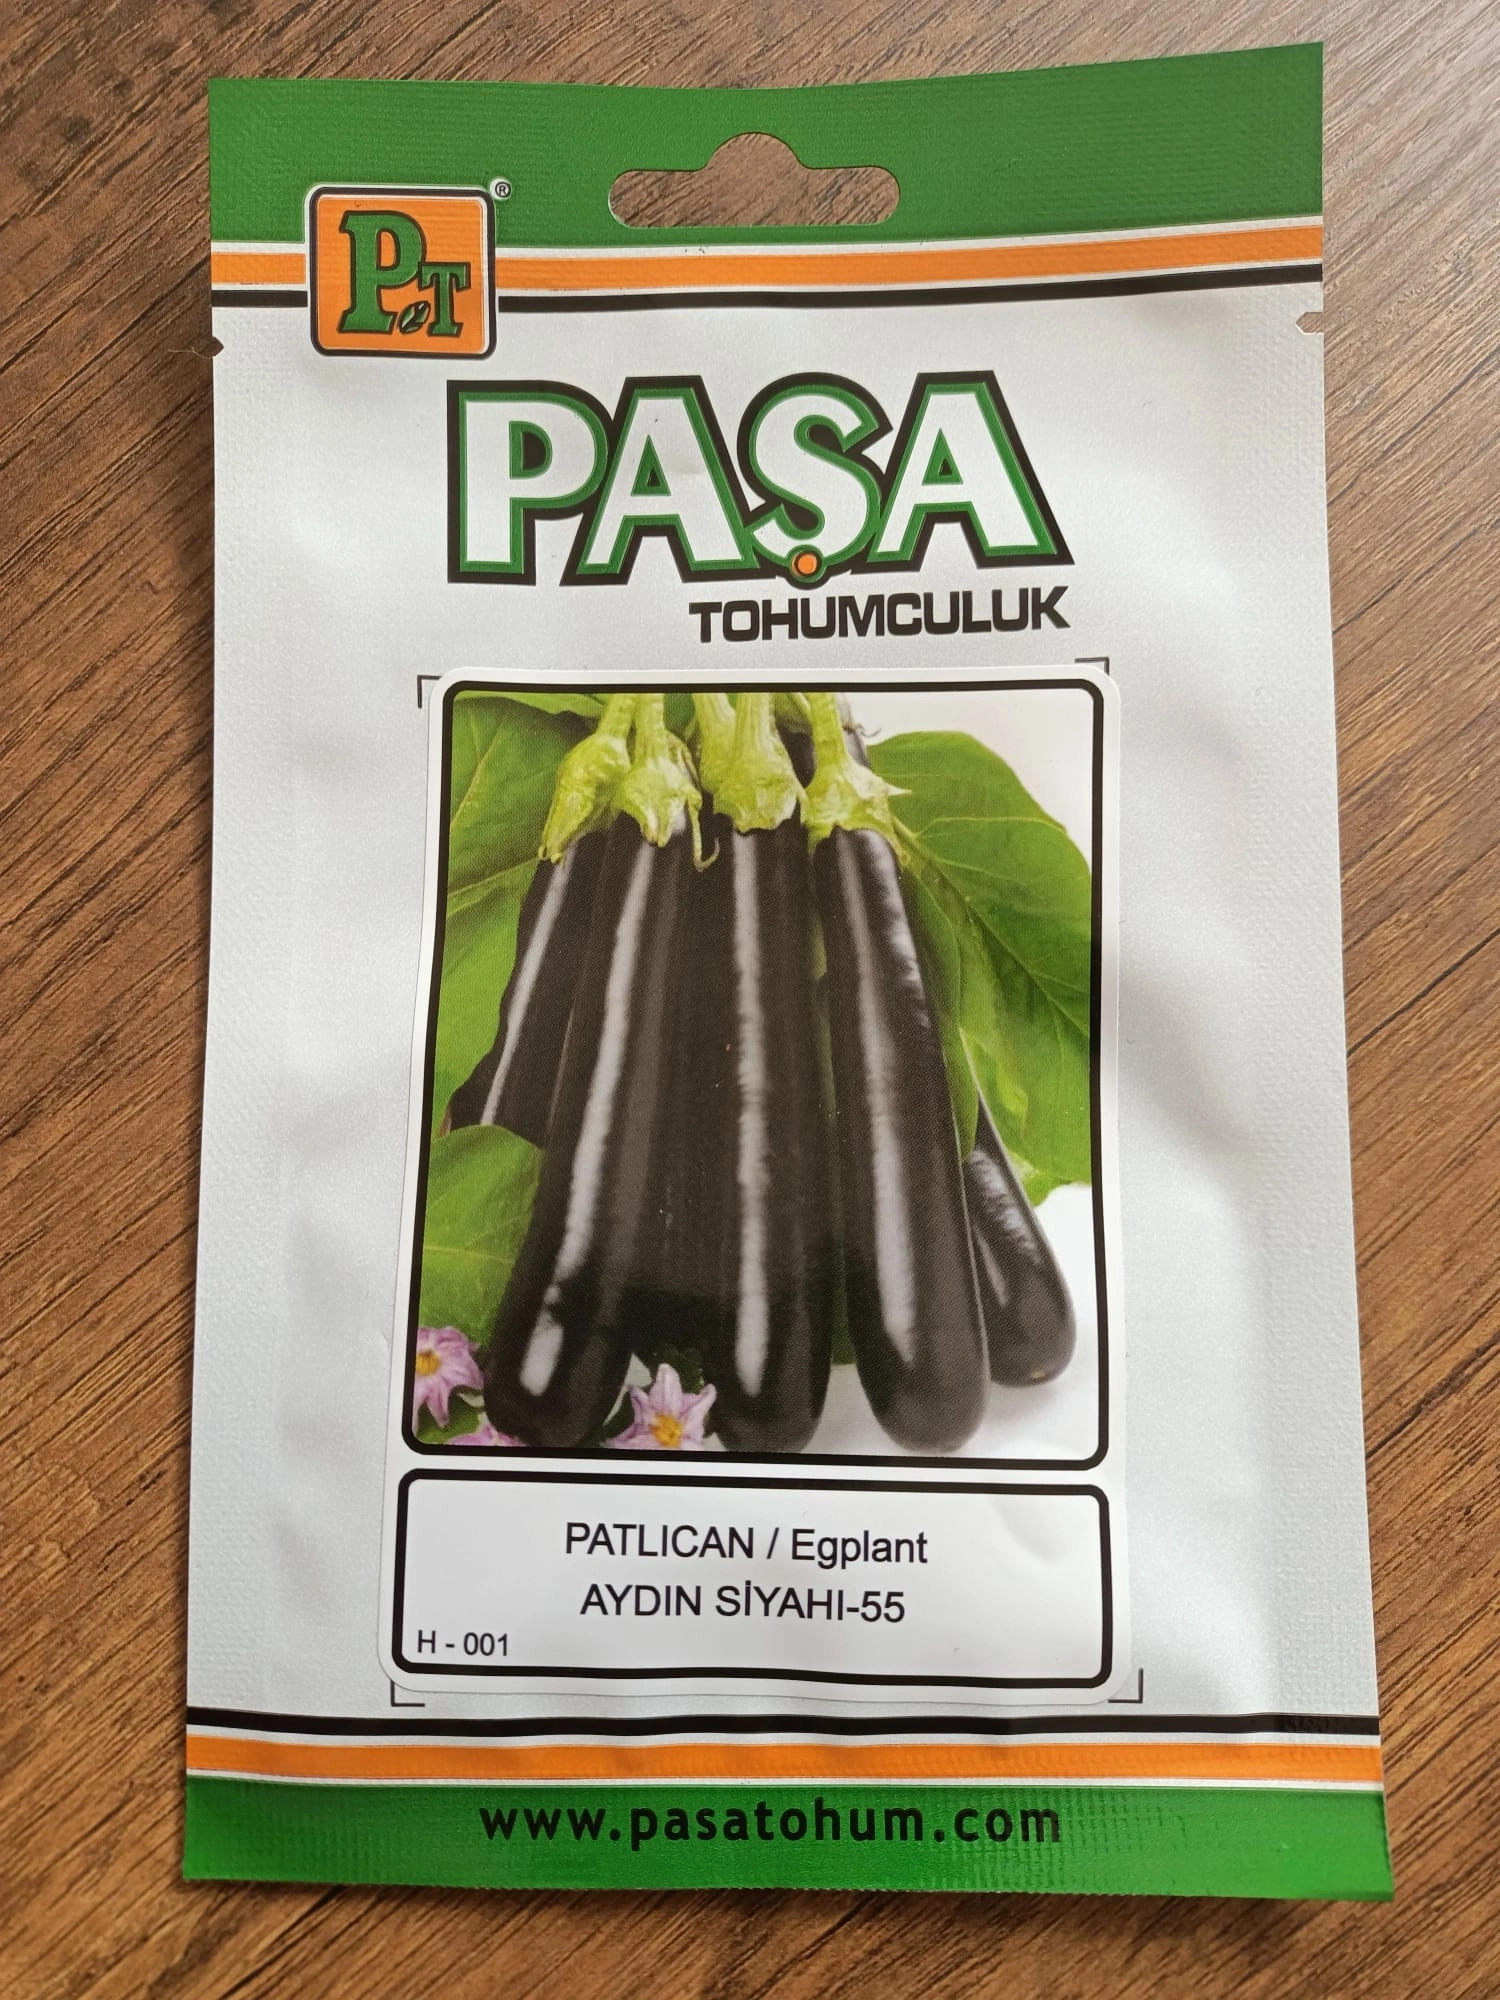 PT ®
PAŞA
TOHUMCULUK
PATLICAN / Egplant
AYDIN SİYAHI-55
H - 001
www.pasatohum.com